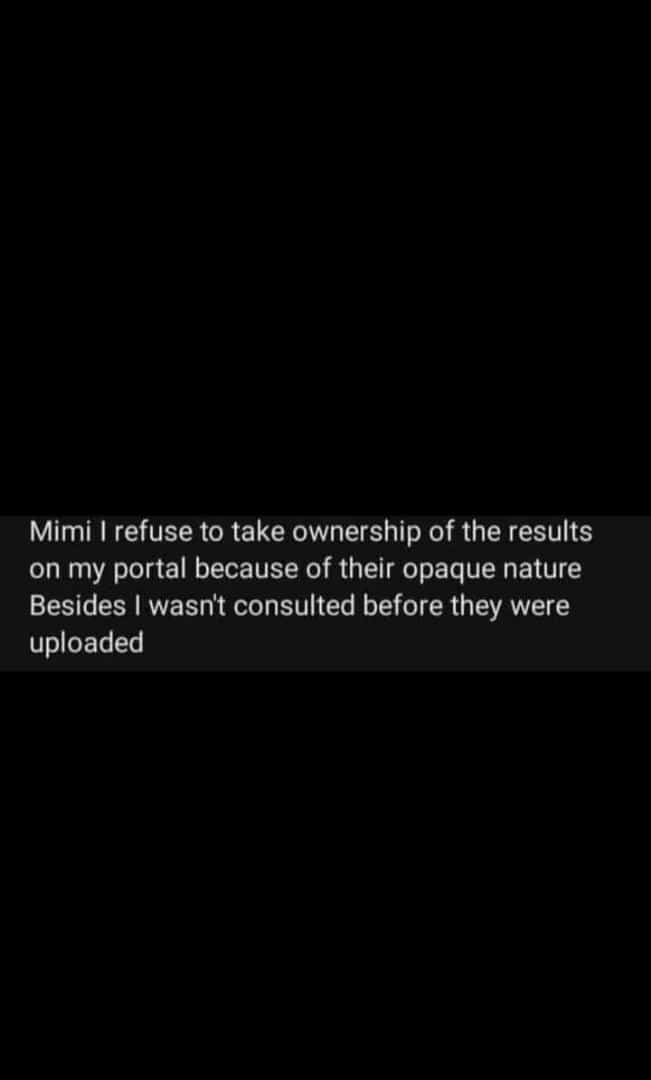 Mimi I refuse to take ownership of the results
on my portal because of their opaque nature
Besides I wasn't consulted before they were
uploaded